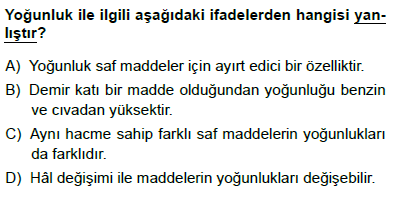 Yoğunluk ile ilgili aşağıdaki ifadelerden hangisi yan-
lıştır?
A) Yoğunluk saf maddeler için ayırt edici bir özelliktir.
B) Demir katı bir madde olduğundan yoğunluğu benzin
ve cıvadan yüksektir.
C) Aynı hacme sahip farklı saf maddelerin yoğunlukları
da farklıdır.
D) Hâl değişimi ile maddelerin yoğunlukları değişebilir.